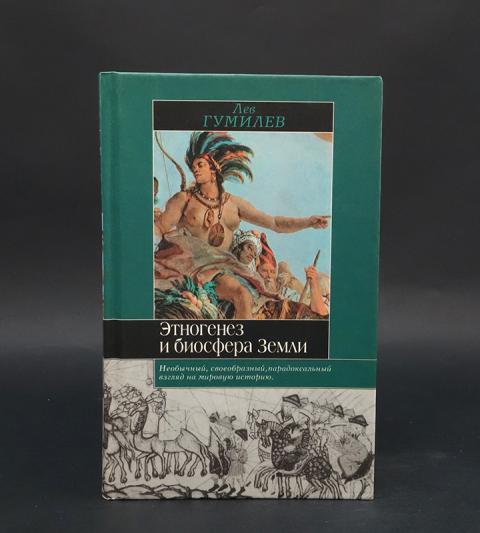 Лев
ГУМИЛЕВ
Этногенез
и биосфера Земли
Необычный, своеобразный, парадоксальный
взгляд на мировую историю.